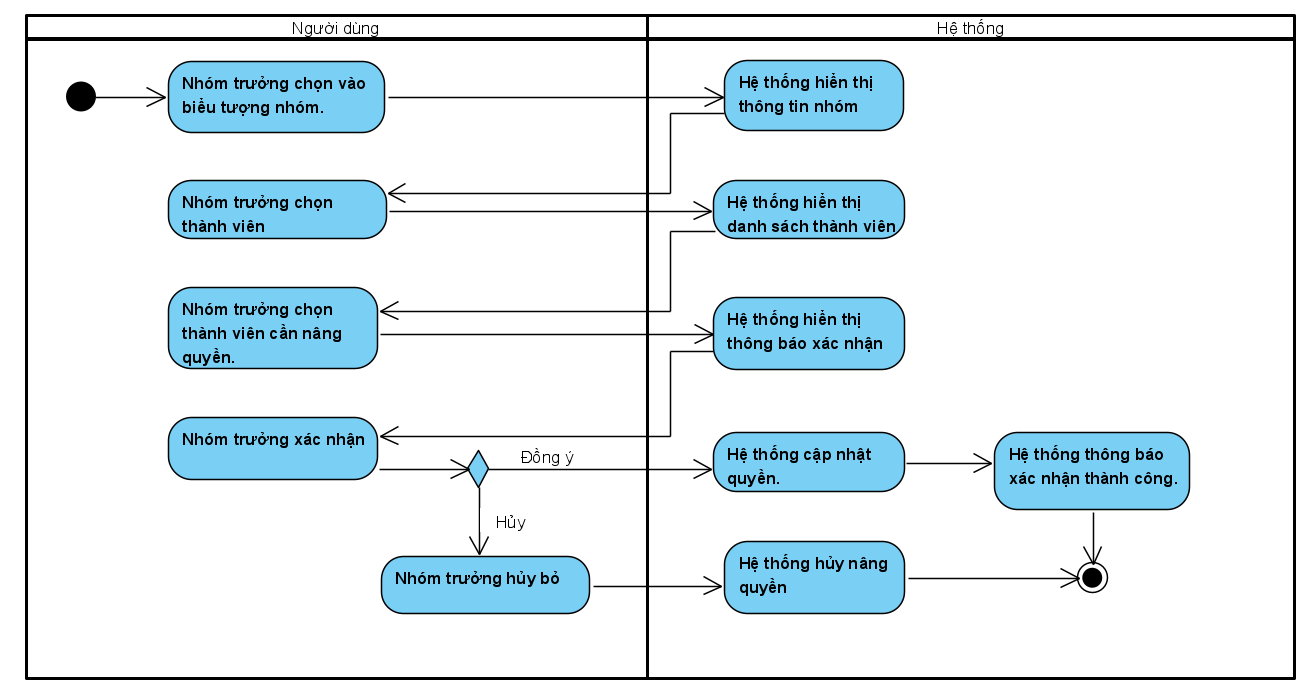 Người dùng
Hệ thống
Nhóm trưởng chọn vào
biểu tượng nhóm.
Hệ thống hiển thị
thông tin nhóm
Nhóm trưởng chọn
thành viên
Hệ thống hiển thị
danh sách thành viên
Nhóm trưởng chọn
thành viên cần nâng
quyền.
Hệ thống hiển thị
thông báo xác nhận
Nhóm trưởng xác nhận
Đồng ý
Hệ thống cập nhật
quyền.
Hệ thống thông báo
xác nhận thành công.
Hủy
Nhóm trưởng hủy bỏ
Hệ thống hủy nâng
quyền